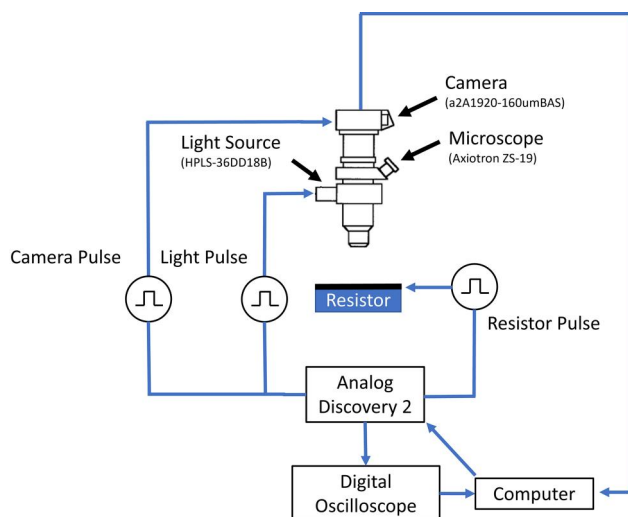 Camera
(a2A1920-160umBAS)
Light Source
(HPLS-36DD18B)
Microscope
(Axiotron ZS-19)
Camera Pulse
Light Pulse
Resistor
Resistor Pulse
Analog
Discovery 2
Digital
Oscilloscope
Computer